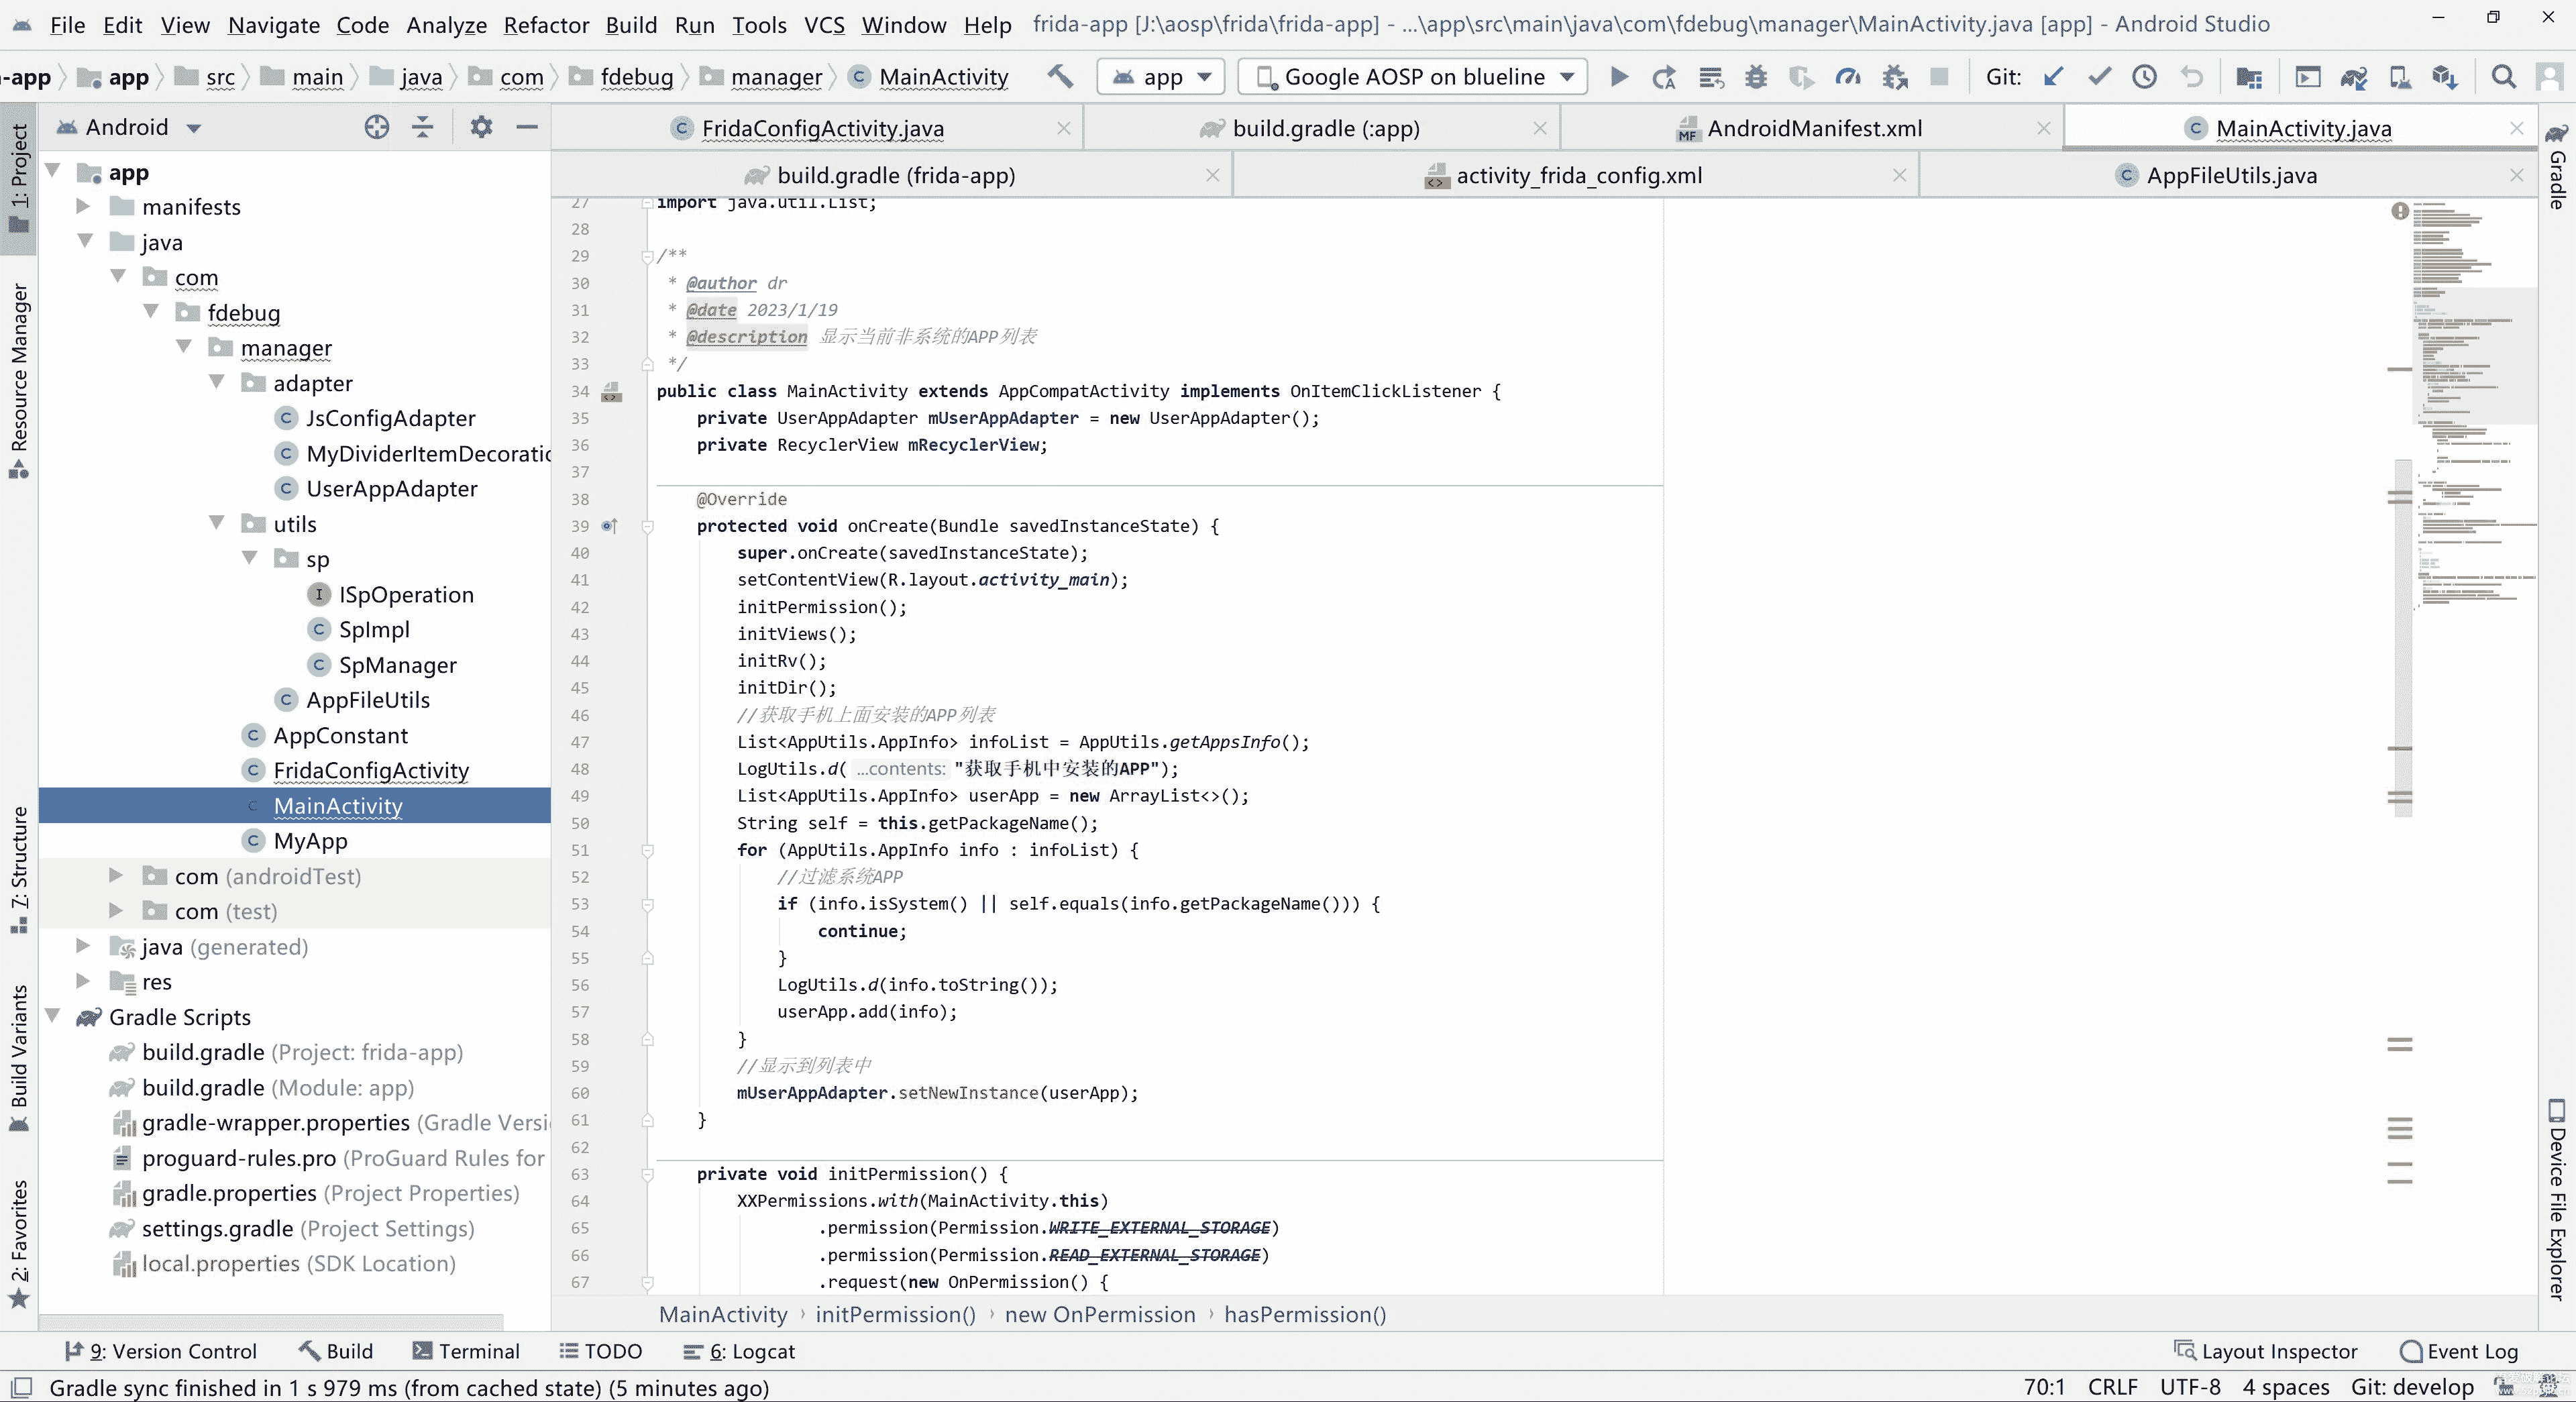 File Edit View Navigate Code Analyze Refactor Build Run Tools VCS Window Help frida-app [J:\aosp\frida\frida-app] - ...\app\src\main\java\com\fdebug\manager\MainActivity.java [app] - Android Studio
-app app src main java com fdebug manager MainActivity app Google AOSP on blueline Git:
Android
FridaConfigActivity.java build.gradle (:app) AndroidManifest.xml MainActivity.java
build.gradle (frida-app) activity_frida_config.xml AppFileUtils.java
1: Project
Resource Manager
7: Structure
Build Variants
2: Favorites
app
manifests
java
com
fdebug
manager
adapter
JsConfigAdapter
MyDividerItemDecoratic
UserAppAdapter
utils
sp
ISpOperation
SpImpl
SpManager
AppFileUtils
AppConstant
FridaConfigActivity
MainActivity
MyApp
com (androidTest)
com (test)
java (generated)
res
Gradle Scripts
build.gradle (Project: frida-app)
build.gradle (Module: app)
gradle-wrapper.properties (Gradle Versi
proguard-rules.pro (ProGuard Rules for
gradle.properties (Project Properties)
settings.gradle (Project Settings)
local.properties (SDK Location)
27 import java.util.List;
28
29 /**
30 * @author dr
31 * @date 2023/1/19
32 * @description 显示当前非系统的APP列表
33 */
34 public class MainActivity extends AppCompatActivity implements OnItemClickListener {
35 private UserAppAdapter mUserAppAdapter = new UserAppAdapter();
36 private RecyclerView mRecyclerView;
37
38 @Override
39 protected void onCreate(Bundle savedInstanceState) {
40 super.onCreate(savedInstanceState);
41 setContentView(R.layout.activity_main);
42 initPermission();
43 initViews();
44 initRv();
45 initDir();
46 //获取手机上面安装的APP列表
47 List<AppUtils.AppInfo> infoList = AppUtils.getAppsInfo();
48 LogUtils.d( ...contents: "获取手机中安装的APP");
49 List<AppUtils.AppInfo> userApp = new ArrayList<>();
50 String self = this.getPackageName();
51 for (AppUtils.AppInfo info : infoList) {
52 //过滤系统APP
53 if (info.isSystem() || self.equals(info.getPackageName())) {
54 continue;
55 }
56 LogUtils.d(info.toString());
57 userApp.add(info);
58 }
59 //显示到列表中
60 mUserAppAdapter.setNewInstance(userApp);
61 }
62
63 private void initPermission() {
64 XXPermissions.with(MainActivity.this)
65 .permission(Permission.WRITE_EXTERNAL_STORAGE)
66 .permission(Permission.READ_EXTERNAL_STORAGE)
67 .request(new OnPermission() {
MainActivity › initPermission() › new OnPermission › hasPermission()
Gradle
Device File Explorer
9: Version Control Build Terminal TODO 6: Logcat Layout Inspector Event Log
Gradle sync finished in 1 s 979 ms (from cached state) (5 minutes ago) 70:1 CRLF UTF-8 4 spaces Git: develop